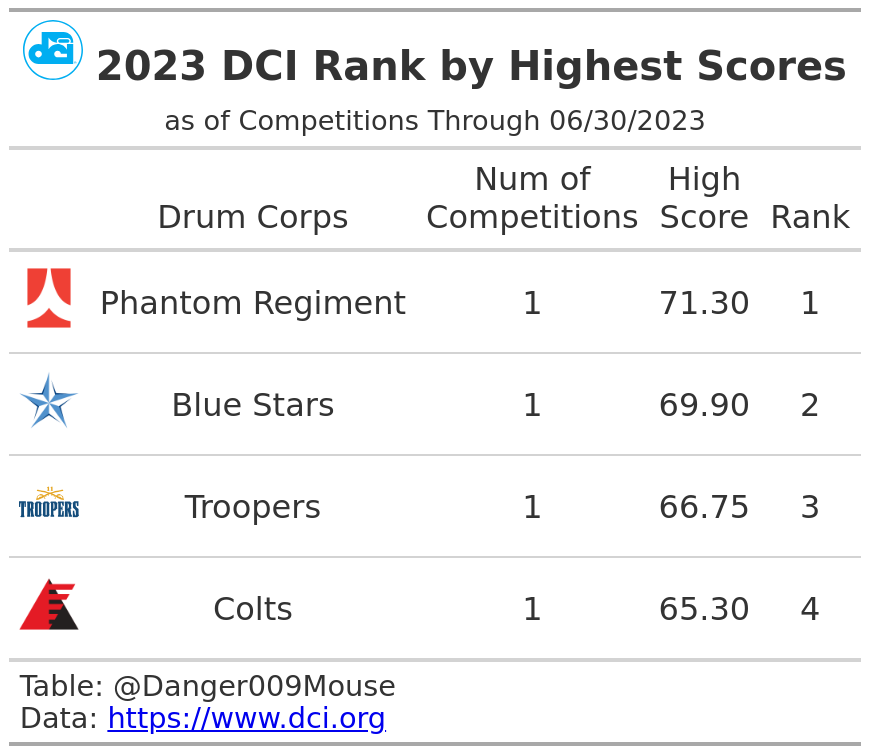 dci
2023 DCI Rank by Highest Scores
as of Competitions Through 06/30/2023
Drum Corps Num of Competitions High Score Rank
Phantom Regiment 1 71.30 1
Blue Stars 1 69.90 2
TROOPERS Troopers 1 66.75 3
Colts 1 65.30 4
Table: @Danger009Mouse
Data: https://www.dci.org